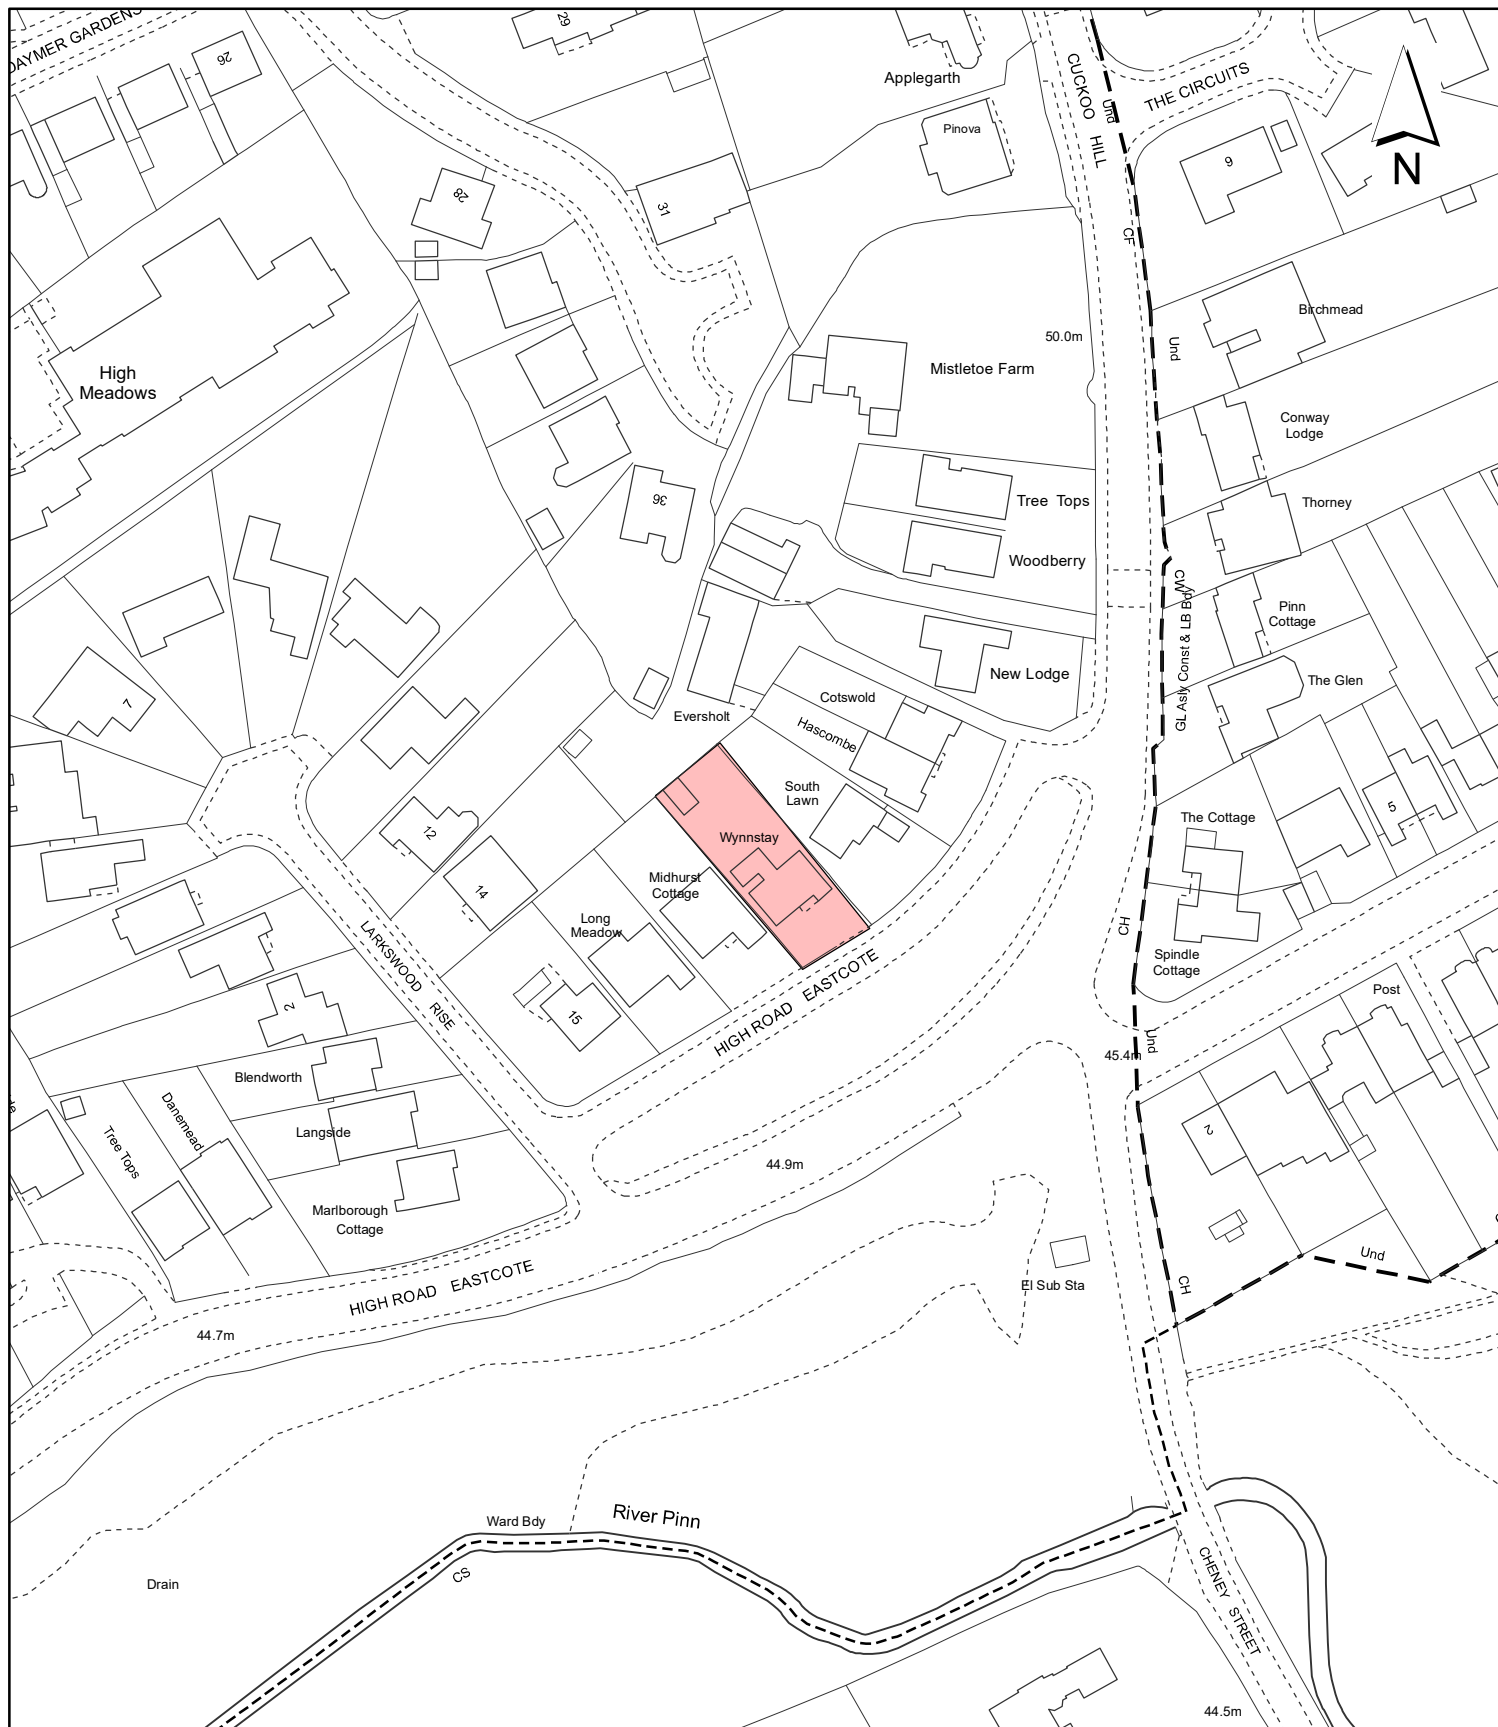 DAYMER GARDENS
26
29
Applegarth
Pinova
CUCKOO HILL
Und
THE CIRCUITS
9
N
28
31
CF
High
Meadows
50.0m
Mistletoe Farm
Und
Birchmead
Conway
Lodge
36
Tree Tops
Woodberry
Thorney
CM
GL Asly Const & LB Bdy
Pinn
Cottage
7
New Lodge
The Glen
Eversholt
Cotswold
Hascombe
South
Lawn
Wynnstay
12
14
Midhurst
Cottage
Long
Meadow
15
The Cottage
5
CH
Spindle
Cottage
Post
LARKSWOOD RISE
HIGH ROAD EASTCOTE
2
Und
45.4m
Blendworth
Danemead
Tree Tops
Langside
Marlborough
Cottage
44.9m
2
El Sub Sta
CH
Und
HIGH ROAD EASTCOTE
44.7m
River Pinn
Ward Bdy
CS
Drain
CHENEY STREET
44.5m